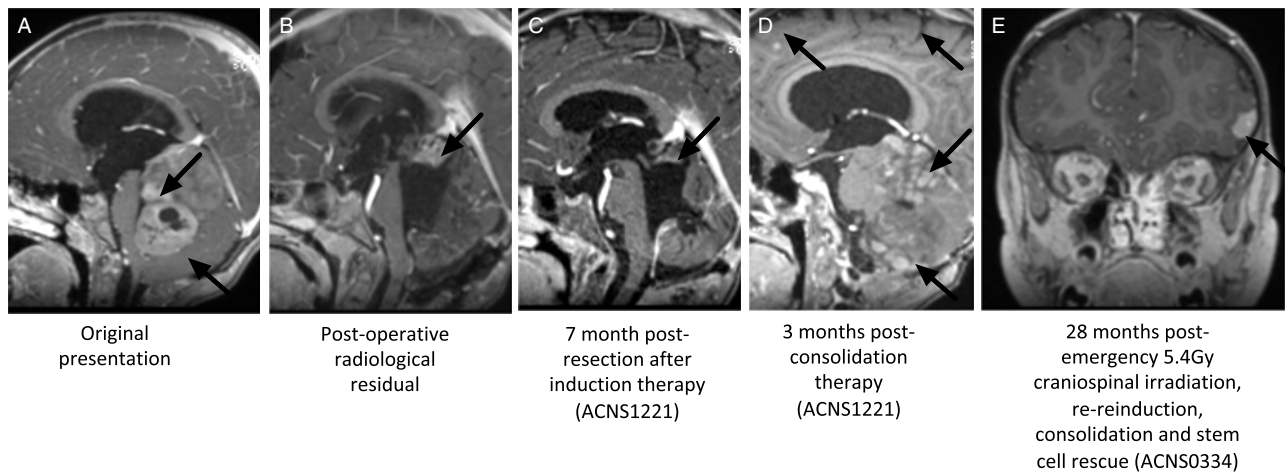 A
B
C
D
E
Original
presentation
Post-operative
radiological
residual
7 month post-
resection after
induction therapy
(ACNS1221)
3 months post-
consolidation
therapy
(ACNS1221)
28 months post-
emergency 5.4Gy
craniospinal irradiation,
re-reinduction,
consolidation and stem
cell rescue (ACNS0334)